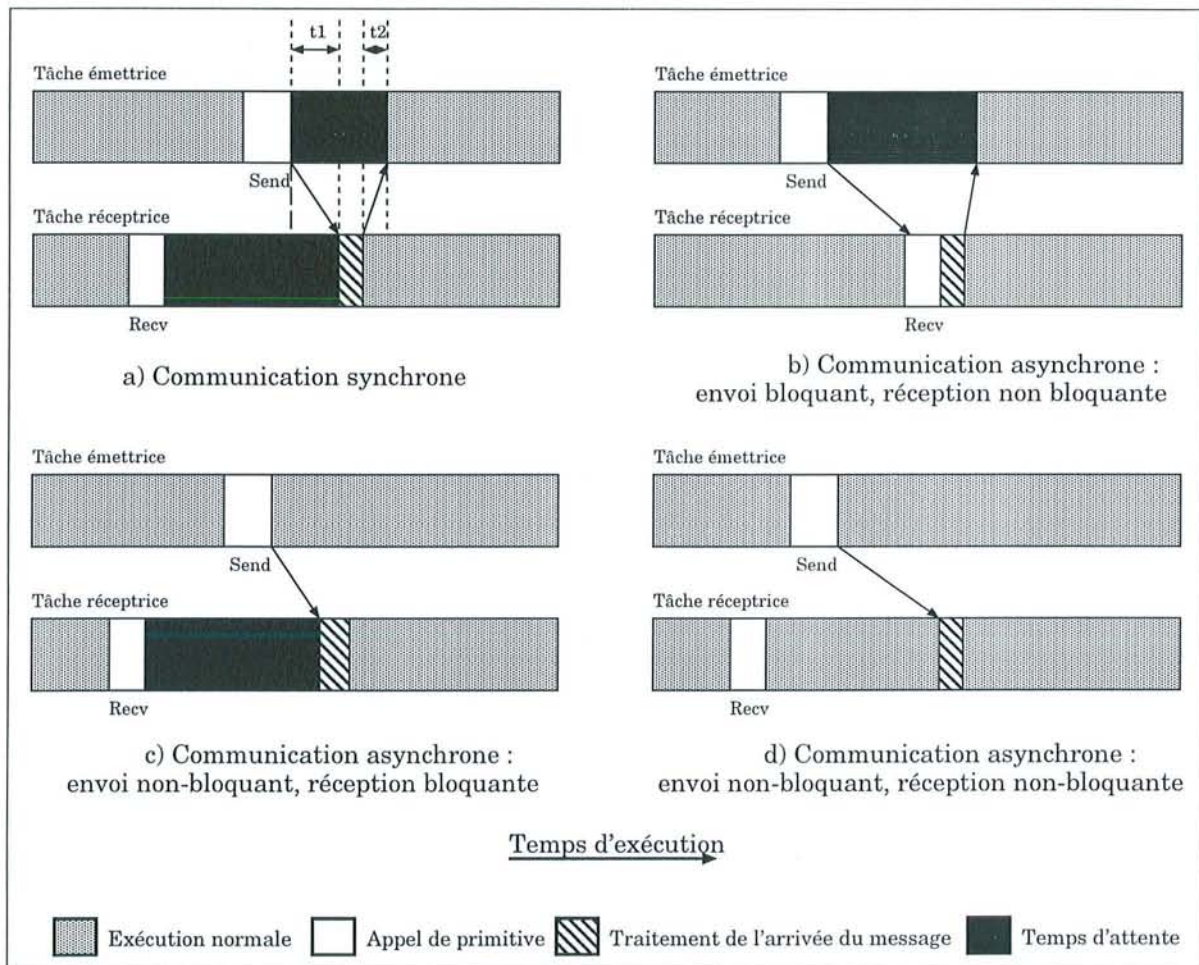 t1 t2
Tâche émettrice
Send
Tâche réceptrice
Recv
a) Communication synchrone
Tâche émettrice
Send
Tâche réceptrice
Recv
b) Communication asynchrone :
envoi bloquant, réception non bloquante
Tâche émettrice
Send
Tâche réceptrice
Recv
c) Communication asynchrone :
envoi non-bloquant, réception bloquante
Tâche émettrice
Send
Tâche réceptrice
Recv
d) Communication asynchrone :
envoi non-bloquant, réception non-bloquante
Temps d'exécution
Exécution normale
Appel de primitive
Traitement de l'arrivée du message
Temps d'attente